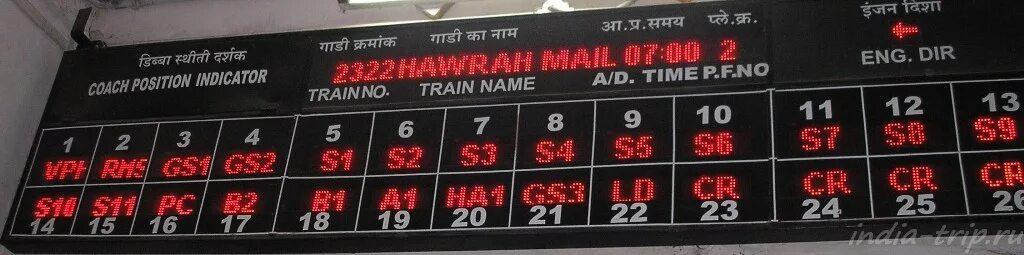 डिब्बा स्थीती दर्शक
COACH POSITION INDICATOR
गाडी क्रमांक गाडी का नाम आ.प्र.समय प्ले.क्र.
2322 HAWRAH MAIL 07:00 2
TRAIN NO. TRAIN NAME A/D. TIME P.F.NO
इंजन दिशा
←
ENG. DIR
1 2 3 4 5 6 7 8 9 10 11 12 13
VPH RMS GS1 GS2 S1 S2 S3 S4 S5 S6 S7 S8 S9
S10 S11 PC B2 B1 A1 HA1 GS3 LD CR CR CR CR
14 15 16 17 18 19 20 21 22 23 24 25 26
india-trip.ru